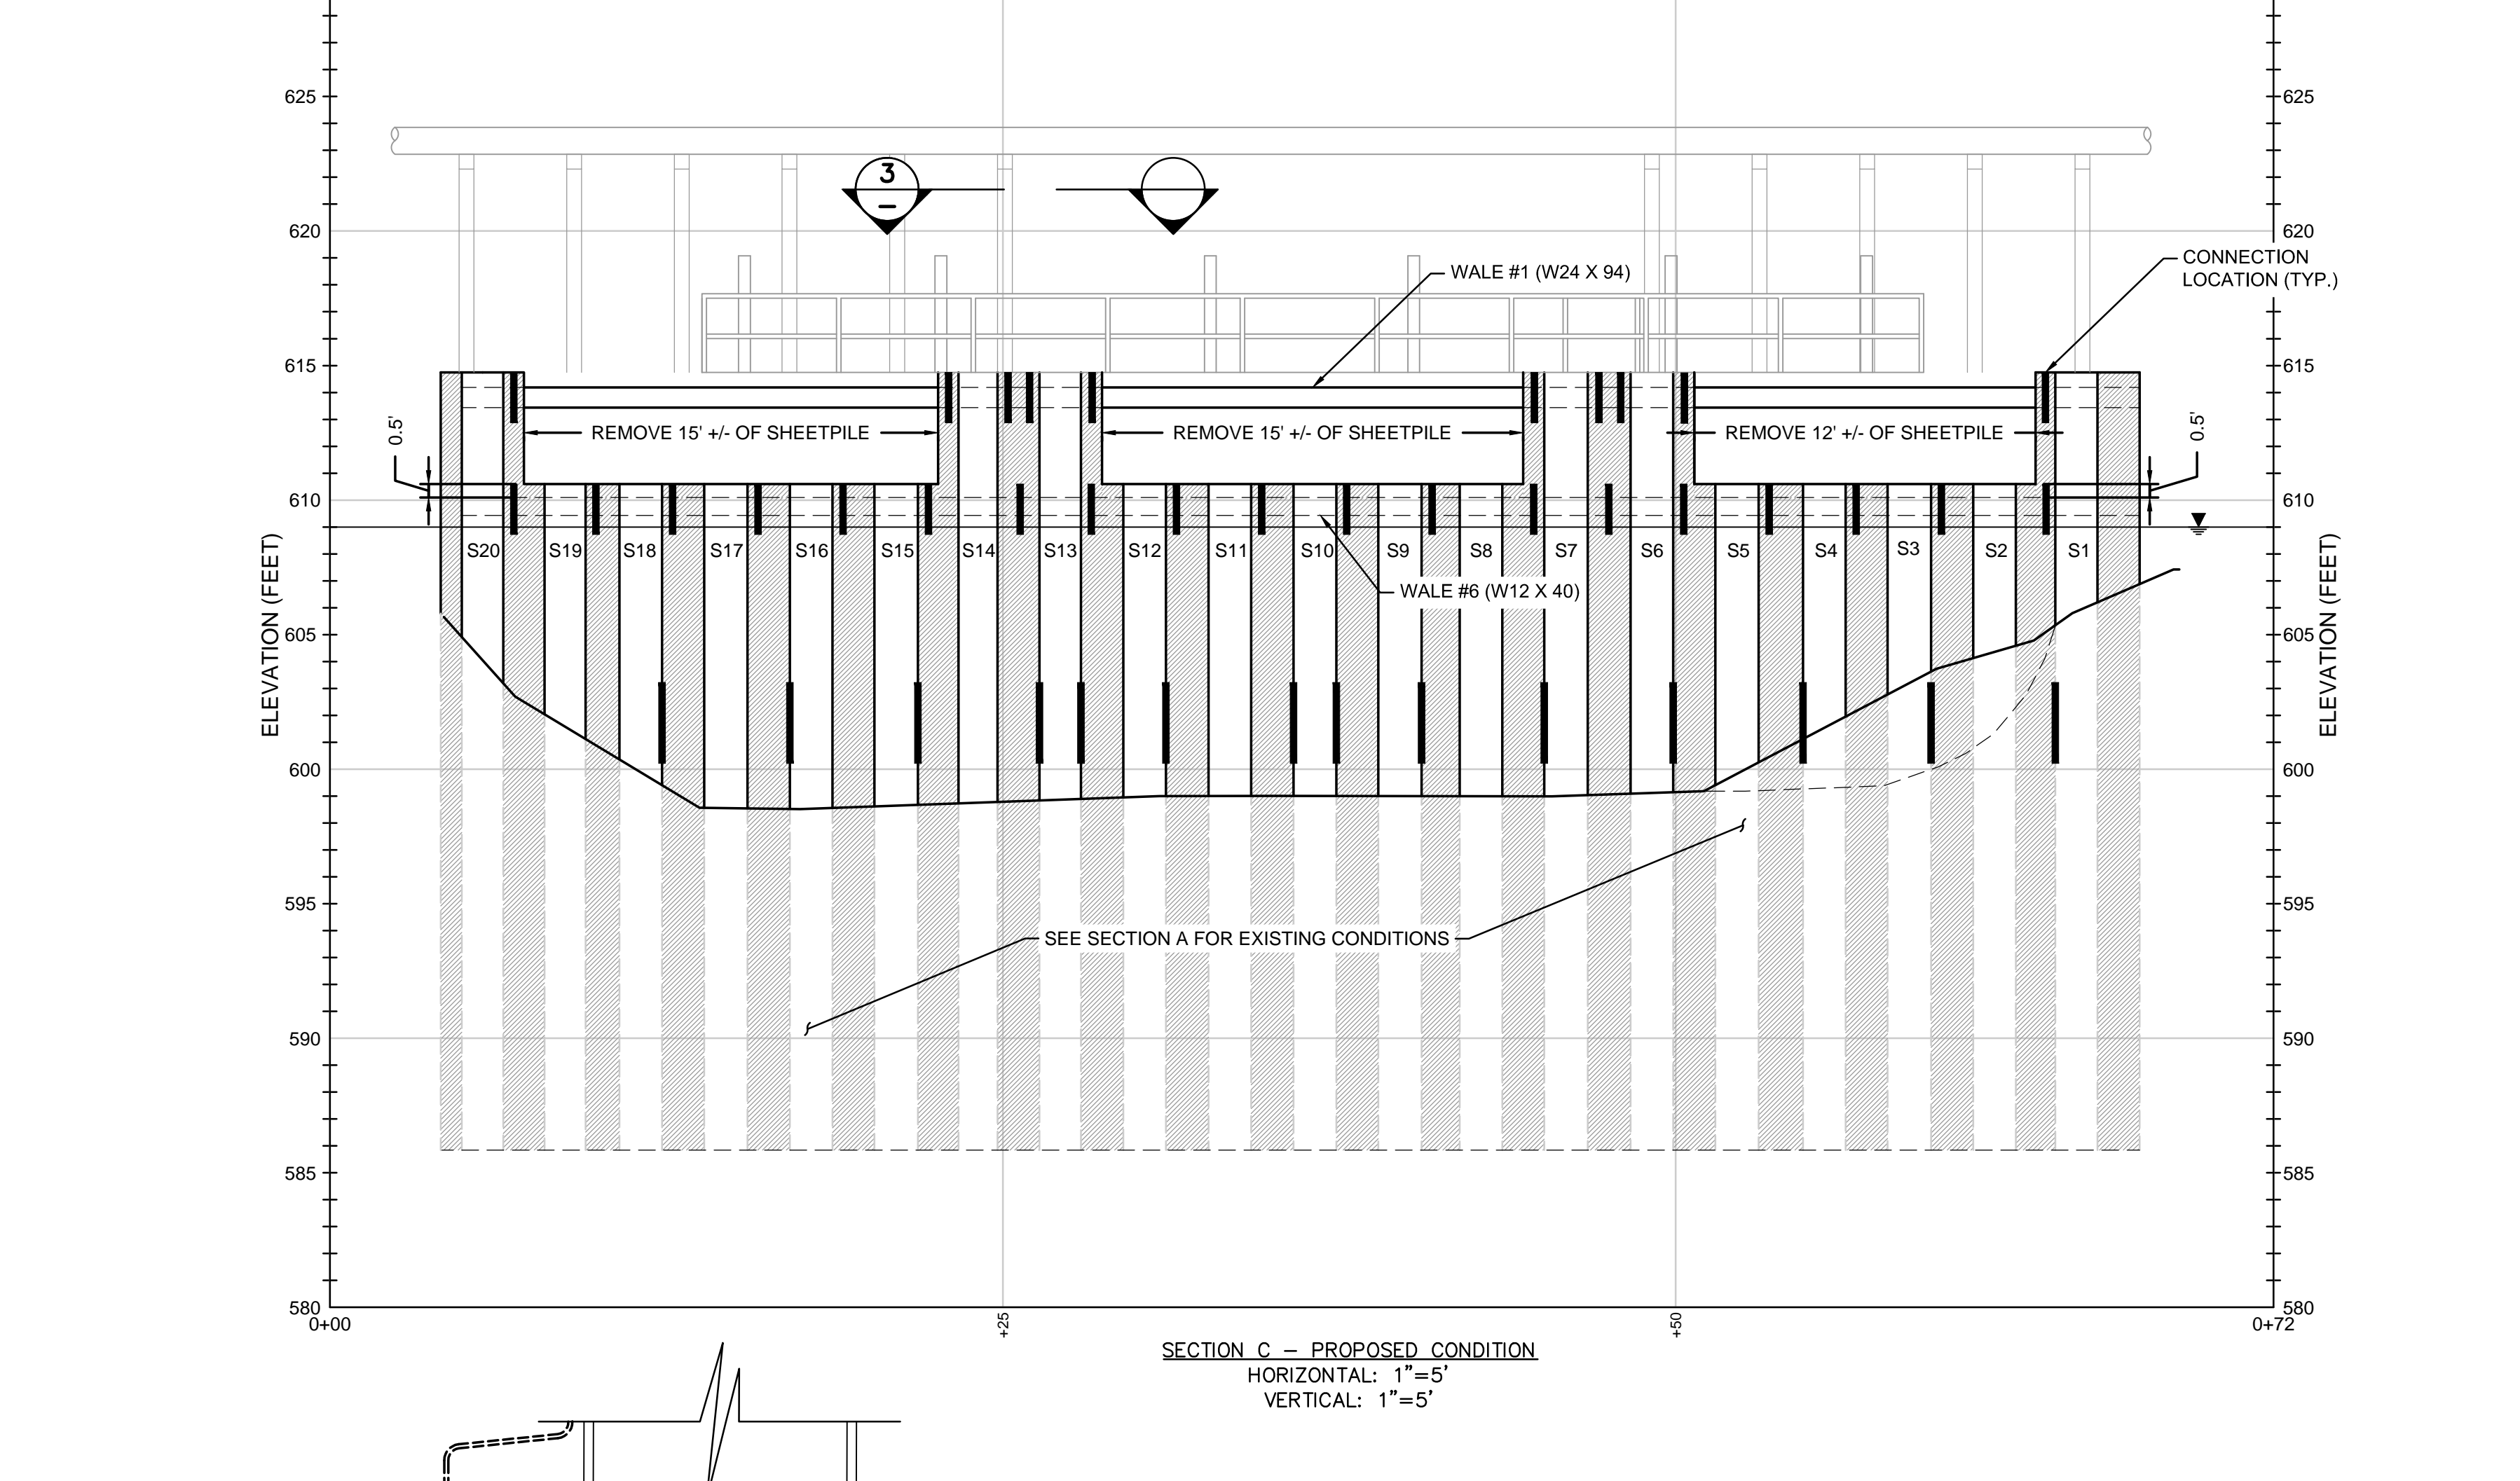 625
625
CONNECTION
LOCATION (TYP.)
3
–
620
620
WALE #1 (W24 X 94)
615
615
0.5'
REMOVE 15' +/- OF SHEETPILE
REMOVE 15' +/- OF SHEETPILE
REMOVE 12' +/- OF SHEETPILE
0.5'
610
610
S20 S19 S18 S17 S16 S15 S14 S13 S12 S11 S10 S9 S8 S7 S6 S5 S4 S3 S2 S1
WALE #6 (W12 X 40)
ELEVATION (FEET)
ELEVATION (FEET)
605
605
600
600
595
595
SEE SECTION A FOR EXISTING CONDITIONS
590
590
585
585
580
580
0+00
+25
+50
0+72
SECTION C – PROPOSED CONDITION
HORIZONTAL: 1"=5'
VERTICAL: 1"=5'